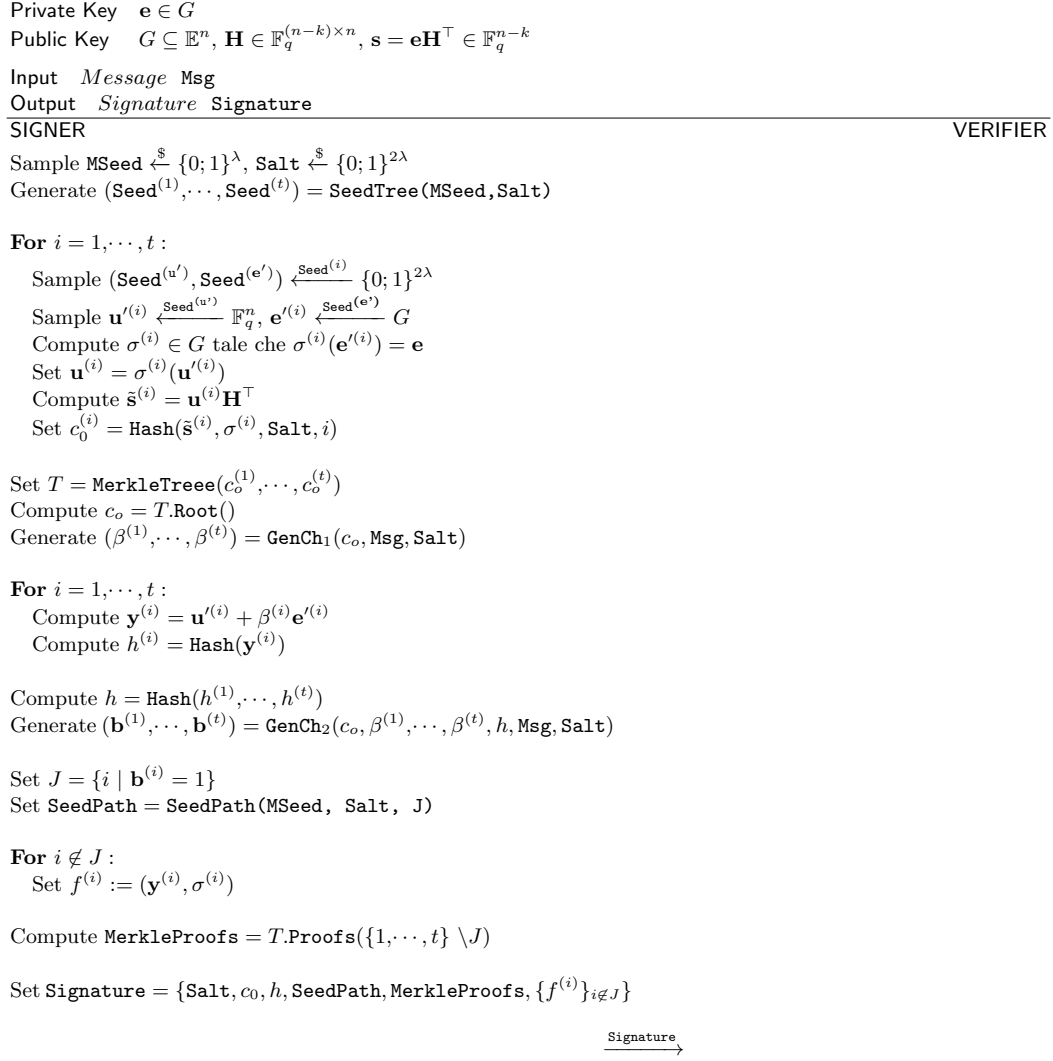 Private Key e ∈ G
Public Key G ⊆ 𝔼ⁿ, H ∈ 𝔽_q^{(n−k)×n}, s = eH^⊤ ∈ 𝔽_q^{n−k}
Input Message Msg
Output Signature Signature
SIGNER VERIFIER
Sample MSeed ←^$ {0;1}^λ, Salt ←^$ {0;1}^{2λ}
Generate (Seed^{(1)},⋯,Seed^{(t)}) = SeedTree(MSeed,Salt)
For i = 1,⋯,t :
Sample (Seed^{(u′)}, Seed^{(e′)}) ←^{Seed^{(i)}} {0;1}^{2λ}
Sample u′^{(i)} ←^{Seed^{(u')}} 𝔽_q^n, e′^{(i)} ←^{Seed^{(e')}} G
Compute σ^{(i)} ∈ G tale che σ^{(i)}(e′^{(i)}) = e
Set u^{(i)} = σ^{(i)}(u′^{(i)})
Compute s̃^{(i)} = u^{(i)}H^⊤
Set c_0^{(i)} = Hash(s̃^{(i)}, σ^{(i)}, Salt, i)
Set T = MerkleTreee(c_o^{(1)},⋯,c_o^{(t)})
Compute c_o = T.Root()
Generate (β^{(1)},⋯,β^{(t)}) = GenCh₁(c_o, Msg, Salt)
For i = 1,⋯,t :
Compute y^{(i)} = u′^{(i)} + β^{(i)}e′^{(i)}
Compute h^{(i)} = Hash(y^{(i)})
Compute h = Hash(h^{(1)},⋯,h^{(t)})
Generate (b^{(1)},⋯,b^{(t)}) = GenCh₂(c_o, β^{(1)},⋯,β^{(t)}, h, Msg, Salt)
Set J = {i | b^{(i)} = 1}
Set SeedPath = SeedPath(MSeed, Salt, J)
For i ∉ J :
Set f^{(i)} := (y^{(i)}, σ^{(i)})
Compute MerkleProofs = T.Proofs({1,⋯,t} \J)
Set Signature = {Salt, c_0, h, SeedPath, MerkleProofs, {f^{(i)}}_{i∉J}}
Signature